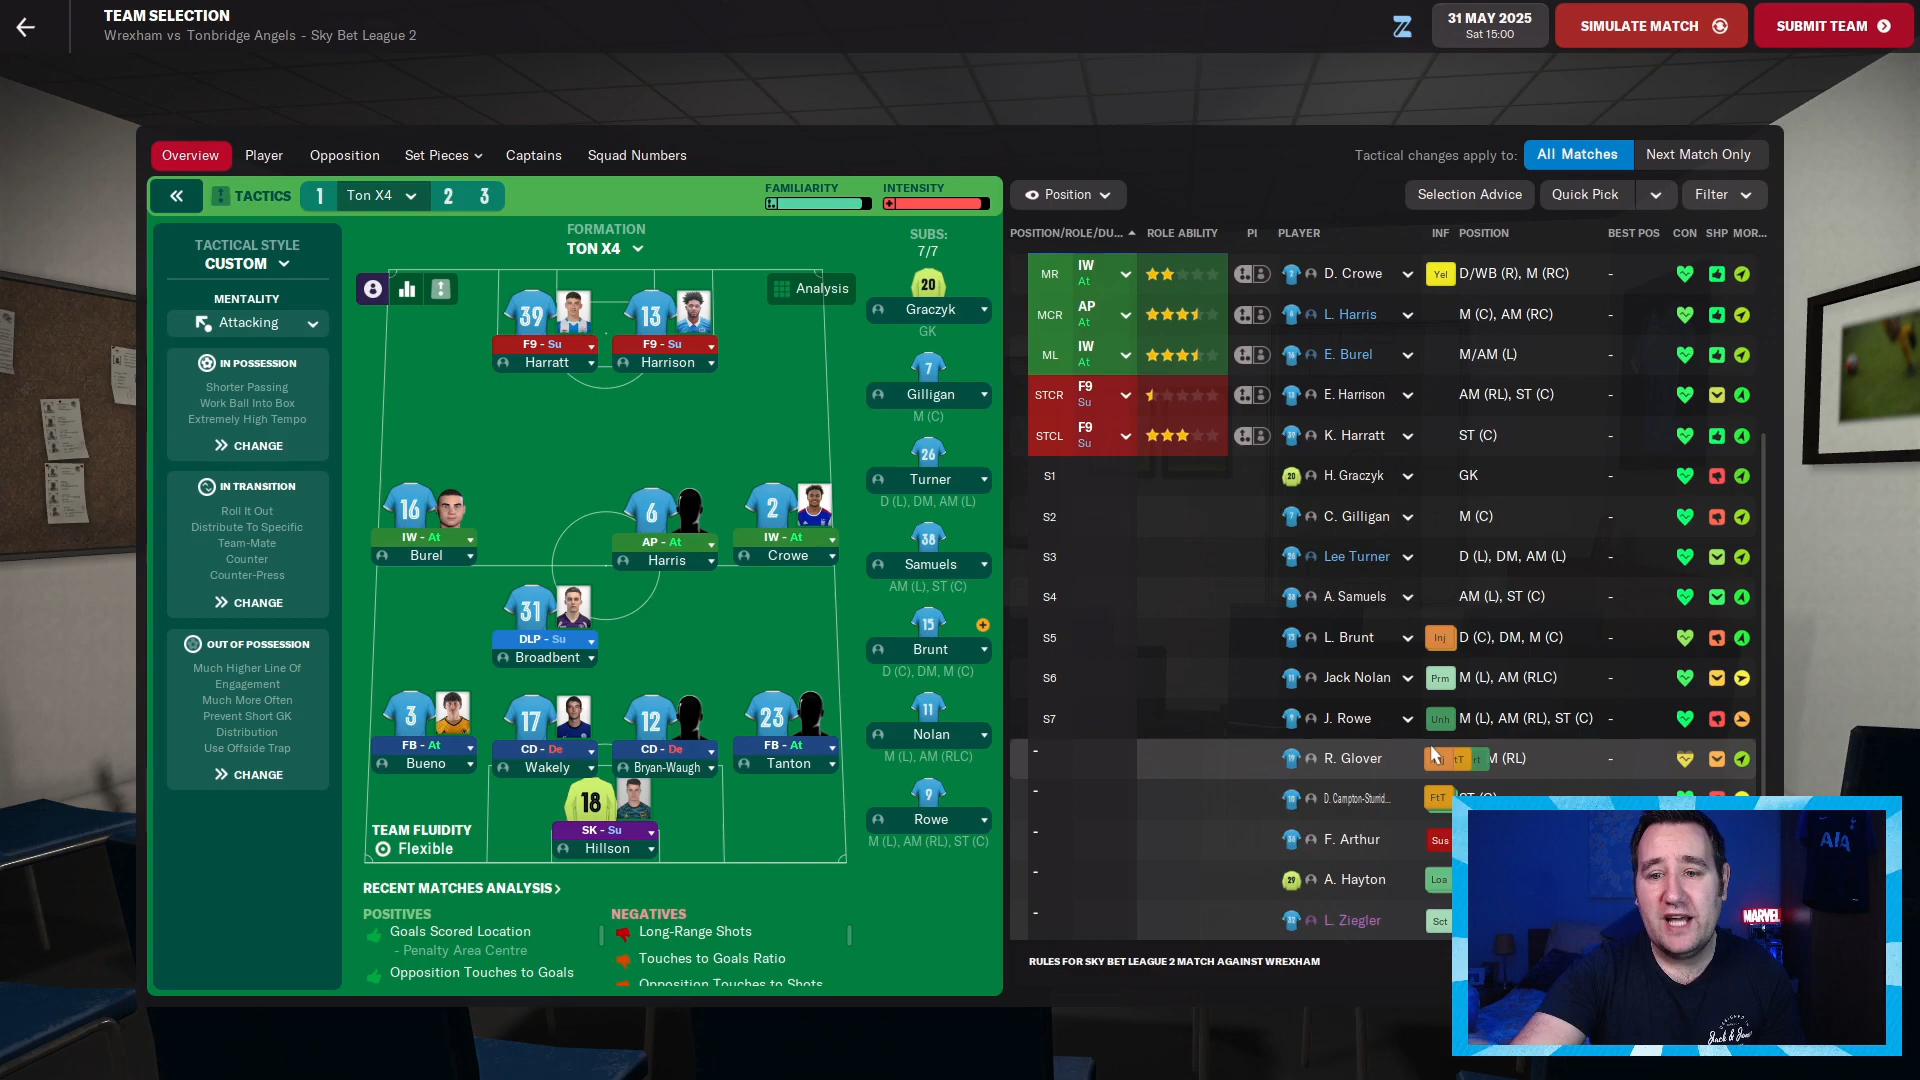 TEAM SELECTION
Wrexham vs Tonbridge Angels - Sky Bet League 2
31 MAY 2025
Sat 15:00
SIMULATE MATCH
SUBMIT TEAM
Overview
Player
Opposition
Set Pieces
Captains
Squad Numbers
Tactical changes apply to:
All Matches
Next Match Only
TACTICS
1
Ton X4
2
3
FAMILIARITY
INTENSITY
Position
Selection Advice
Quick Pick
Filter
TACTICAL STYLE
CUSTOM
MENTALITY
Attacking
IN POSSESSION
Shorter Passing
Work Ball Into Box
Extremely High Tempo
CHANGE
IN TRANSITION
Roll It Out
Distribute To Specific
Team-Mate
Counter
Counter-Press
CHANGE
OUT OF POSSESSION
Much Higher Line Of
Engagement
Much More Often
Prevent Short GK
Distribution
Use Offside Trap
CHANGE
FORMATION
TON X4
Analysis
39
F9 - Su
Harratt
13
F9 - Su
Harrison
16
IW - At
Burel
6
AP - At
Harris
2
IW - At
Crowe
31
DLP - Su
Broadbent
3
FB - At
Bueno
17
CD - De
Wakely
12
CD - De
Bryan-Waugh
23
FB - At
Tanton
18
SK - Su
Hillson
TEAM FLUIDITY
Flexible
SUBS:
7/7
20
Graczyk
GK
7
Gilligan
M (C)
26
Turner
D (L), DM, AM (L)
38
Samuels
AM (L), ST (C)
15
Brunt
D (C), DM, M (C)
11
Nolan
M (L), AM (RLC)
9
Rowe
M (L), AM (RL), ST (C)
RECENT MATCHES ANALYSIS
POSITIVES
Goals Scored Location
- Penalty Area Centre
Opposition Touches to Goals
NEGATIVES
Long-Range Shots
Touches to Goals Ratio
Opposition Touches to Shots
POSITION/ROLE/DU... ROLE ABILITY PI PLAYER INF POSITION BEST POS CON SHP MOR...
MR IW At D. Crowe Yel D/WB (R), M (RC) -
MCR AP At L. Harris M (C), AM (RC) -
ML IW At E. Burel M/AM (L) -
STCR F9 Su E. Harrison AM (RL), ST (C) -
STCL F9 Su K. Harratt ST (C) -
S1 20 H. Graczyk GK -
S2 C. Gilligan M (C) -
S3 Lee Turner D (L), DM, AM (L) -
S4 A. Samuels AM (L), ST (C) -
S5 L. Brunt Inj D (C), DM, M (C) -
S6 Jack Nolan Prm M (L), AM (RLC) -
S7 J. Rowe Unh M (L), AM (RL), ST (C) -
- R. Glover M (RL) -
- D. Campton-Sturrid... FtT
- F. Arthur Sus
- 29 A. Hayton Loa
- L. Ziegler Sct
RULES FOR SKY BET LEAGUE 2 MATCH AGAINST WREXHAM
MARVEL
AIA
Jack & Jones